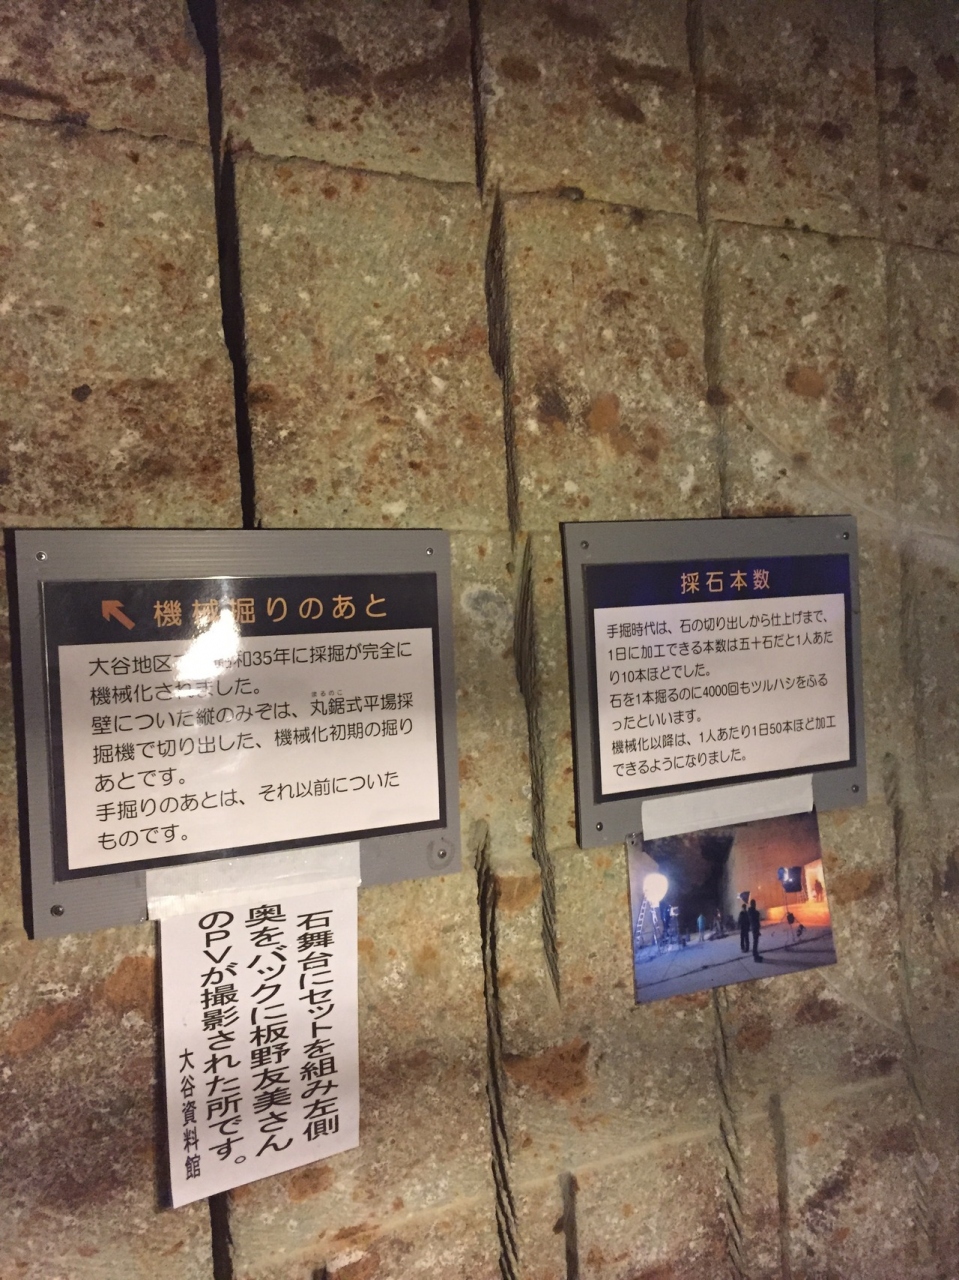 機械掘りのあと
大谷地区 和35年に採掘が完全に
機械化されました。
まるのこ
壁についた縦のみぞは、丸鋸式平場採
掘機で切り出した、機械化初期の掘り
あとです。
手掘りのあとは、それ以前についた
ものです。
石舞台にセットを組み左側
奥をバックに板野友美さん
のPVが撮影された所です。
大谷資料館
採石本数
手掘時代は、石の切り出しから仕上げまで、
1日に加工できる本数は五十石だと1人あた
り10本ほどでした。
石を1本掘るのに4000回もツルハシをふる
ったといいます。
機械化以降は、1人あたり1日50本ほど加工
できるようになりました。